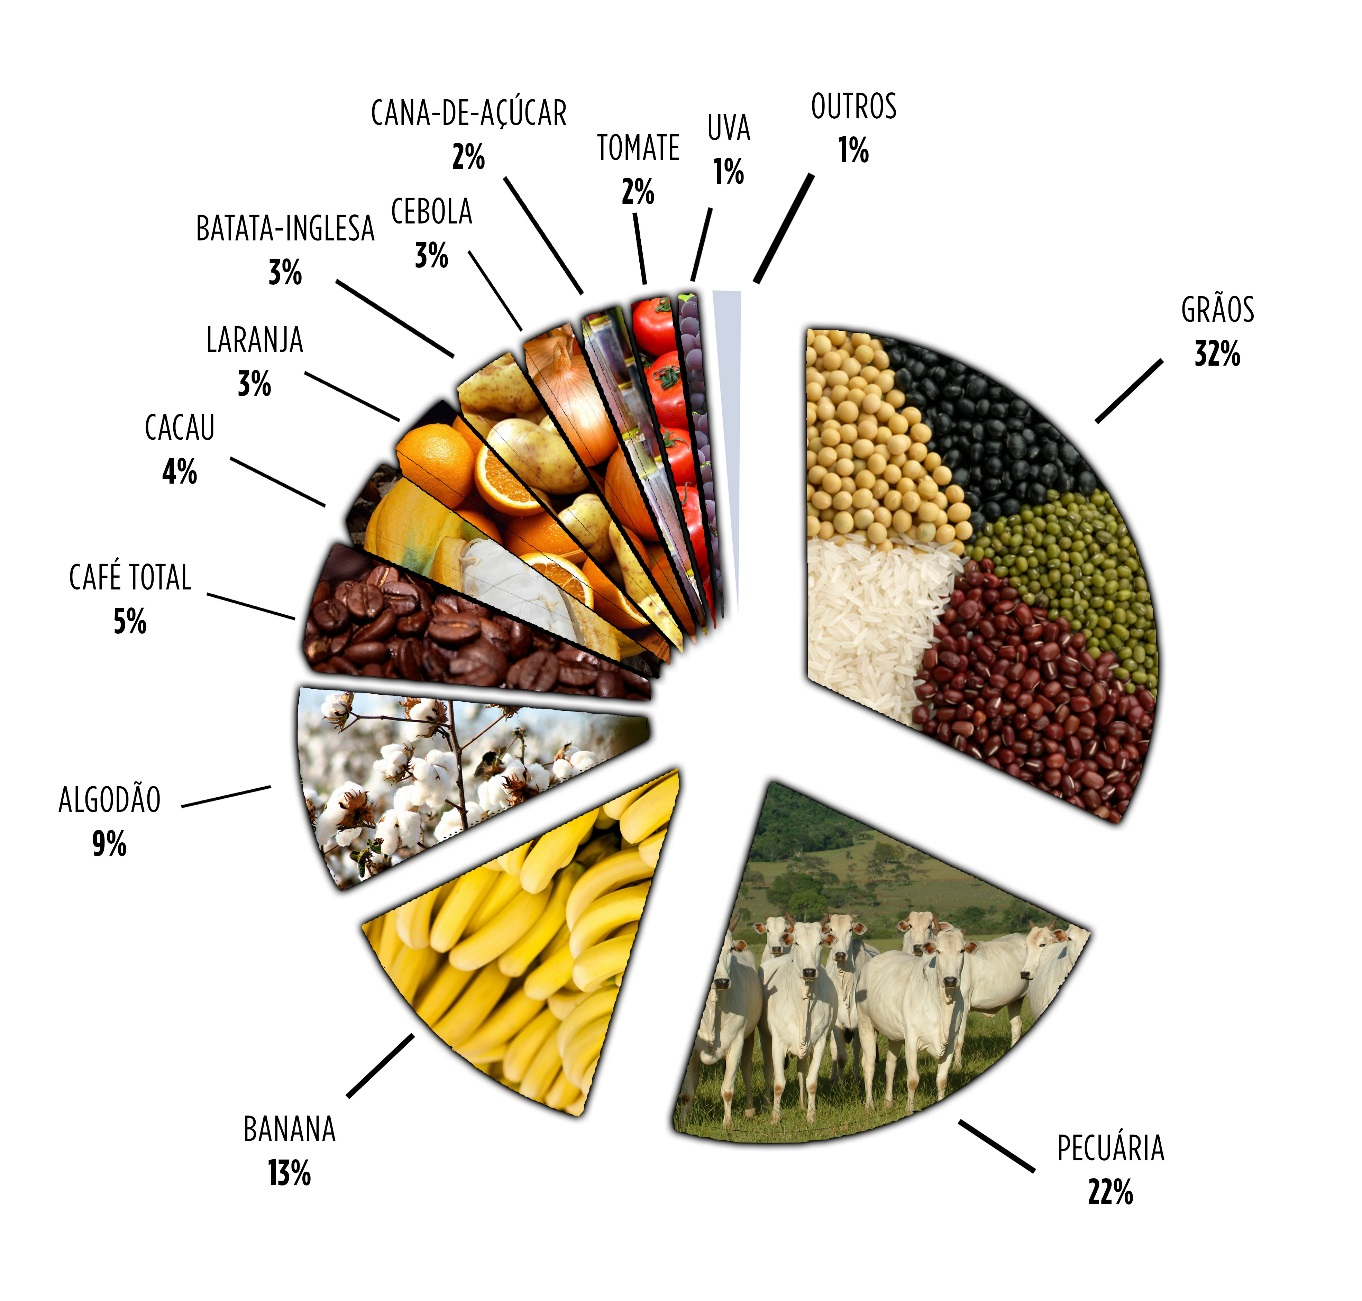 OUTROS
1%
UVA
1%
TOMATE
2%
CANA-DE-AÇÚCAR
2%
CEBOLA
3%
BATATA-INGLESA
3%
LARANJA
3%
CACAU
4%
CAFÉ TOTAL
5%
ALGODÃO
9%
BANANA
13%
PECUÁRIA
22%
GRÃOS
32%